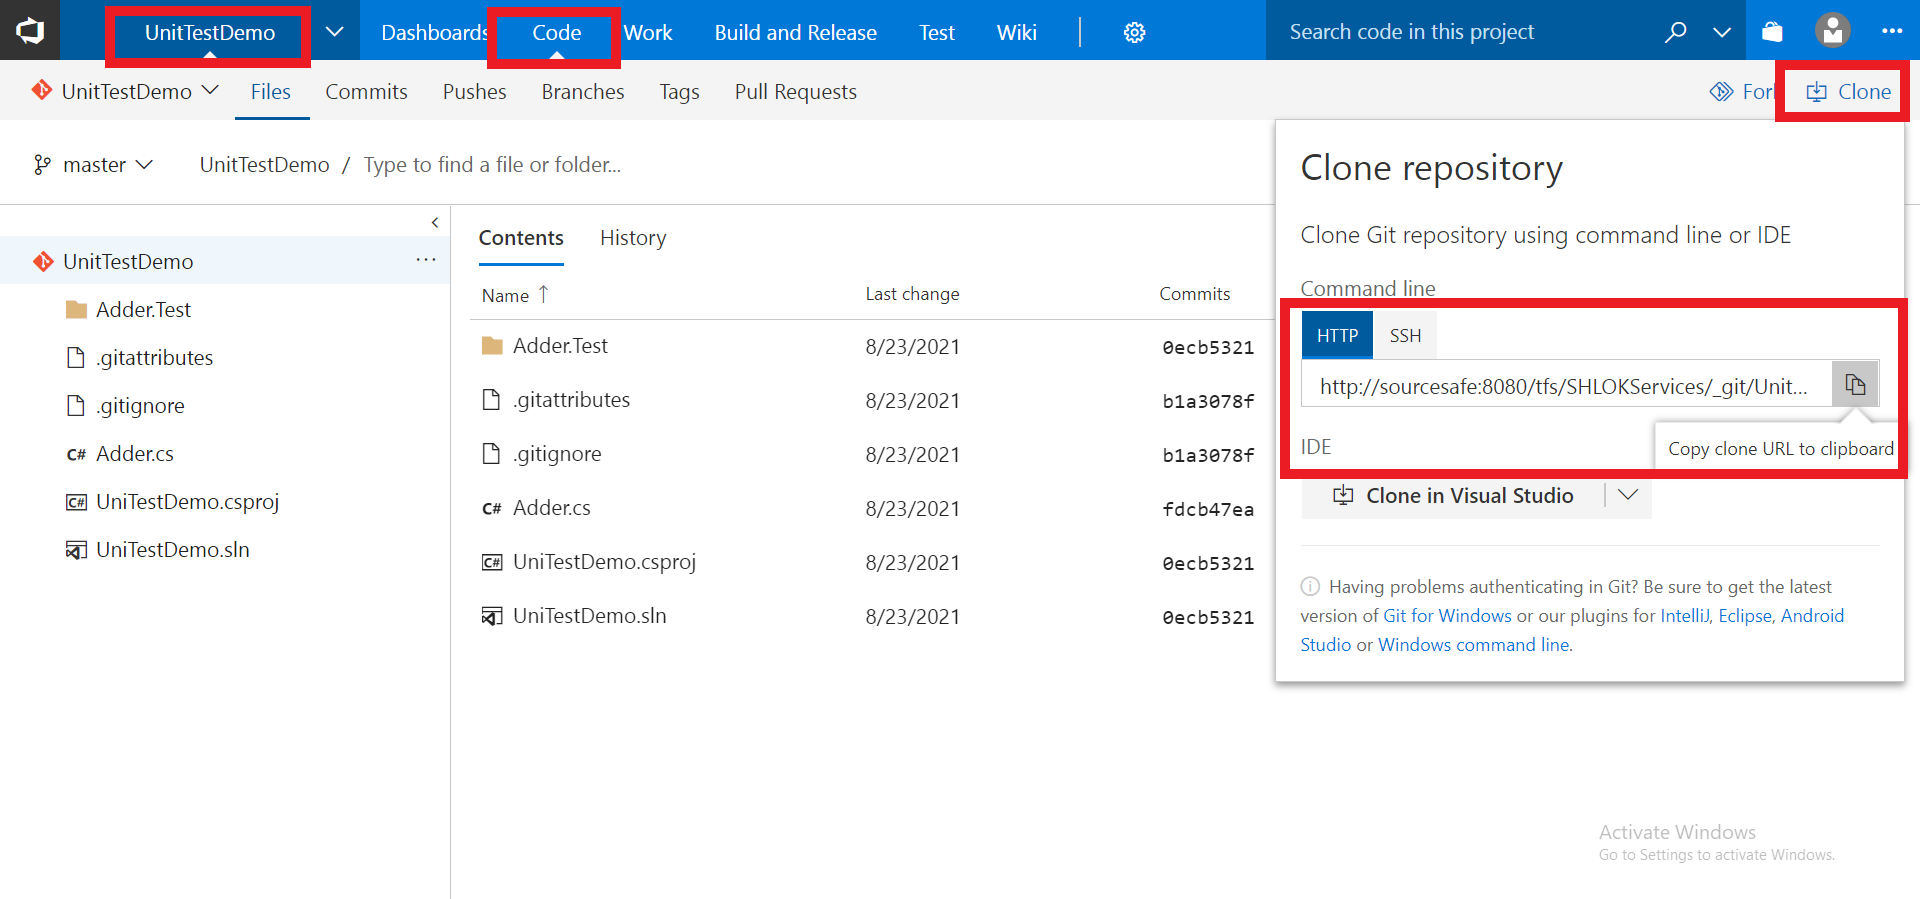 UnitTestDemo Dashboards Code Work Build and Release Test Wiki Search code in this project
UnitTestDemo Files Commits Pushes Branches Tags Pull Requests Clone
master UnitTestDemo / Type to find a file or folder...
Clone repository
Clone Git repository using command line or IDE
Command line
HTTP SSH
http://sourcesafe:8080/tfs/SHLOKServices/_git/Unit...
Copy clone URL to clipboard
IDE
Clone in Visual Studio
Having problems authenticating in Git? Be sure to get the latest
version of Git for Windows or our plugins for IntelliJ, Eclipse, Android
Studio or Windows command line.
UnitTestDemo ...
Adder.Test
.gitattributes
.gitignore
C# Adder.cs
C# UniTestDemo.csproj
UniTestDemo.sln
Contents History
Name ↑ Last change Commits
Adder.Test 8/23/2021 0ecb5321
.gitattributes 8/23/2021 b1a3078f
.gitignore 8/23/2021 b1a3078f
C# Adder.cs 8/23/2021 fdcb47ea
C# UniTestDemo.csproj 8/23/2021 0ecb5321
UniTestDemo.sln 8/23/2021 0ecb5321
Activate Windows
Go to Settings to activate Windows.